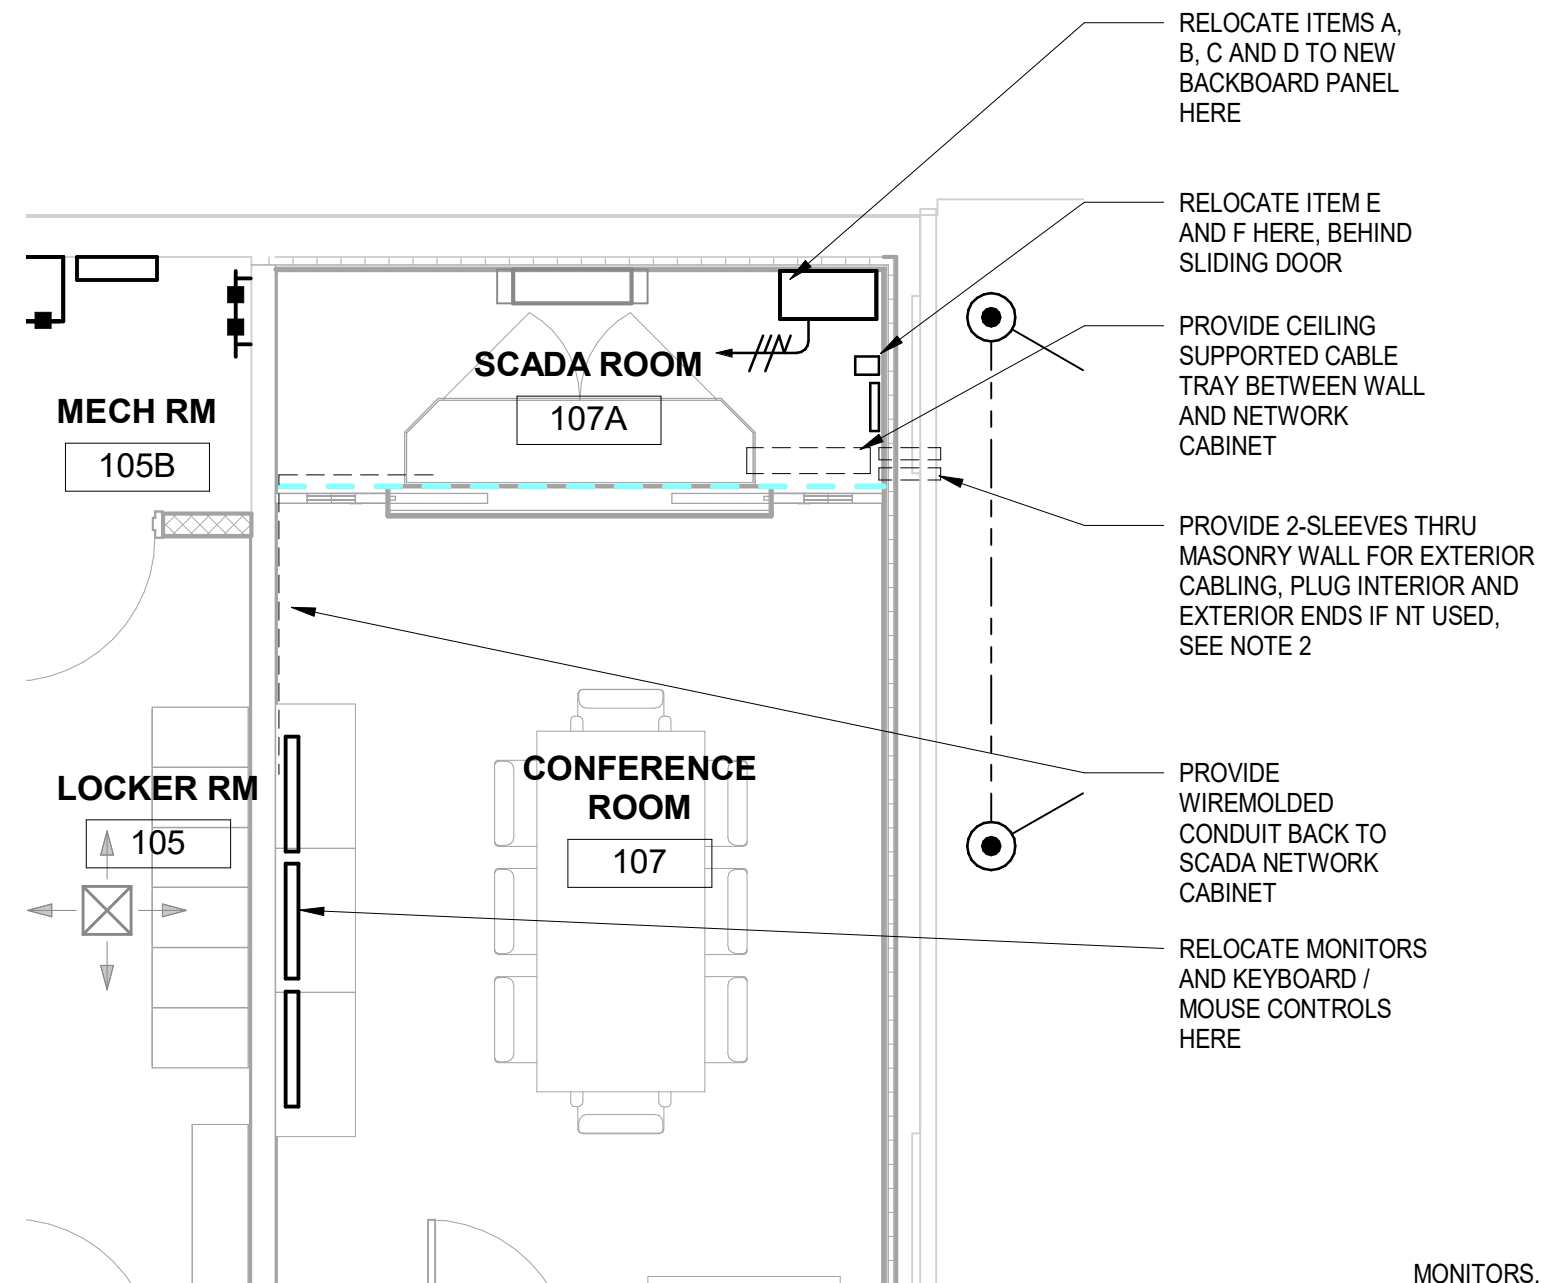 RELOCATE ITEMS A,
B, C AND D TO NEW
BACKBOARD PANEL
HERE
RELOCATE ITEM E
AND F HERE, BEHIND
SLIDING DOOR
PROVIDE CEILING
SUPPORTED CABLE
TRAY BETWEEN WALL
AND NETWORK
CABINET
PROVIDE 2-SLEEVES THRU
MASONRY WALL FOR EXTERIOR
CABLING, PLUG INTERIOR AND
EXTERIOR ENDS IF NT USED,
SEE NOTE 2
PROVIDE
WIREMOLDED
CONDUIT BACK TO
SCADA NETWORK
CABINET
RELOCATE MONITORS
AND KEYBOARD /
MOUSE CONTROLS
HERE
SCADA ROOM
107A
MECH RM
105B
LOCKER RM
105
CONFERENCE
ROOM
107
MONITORS.